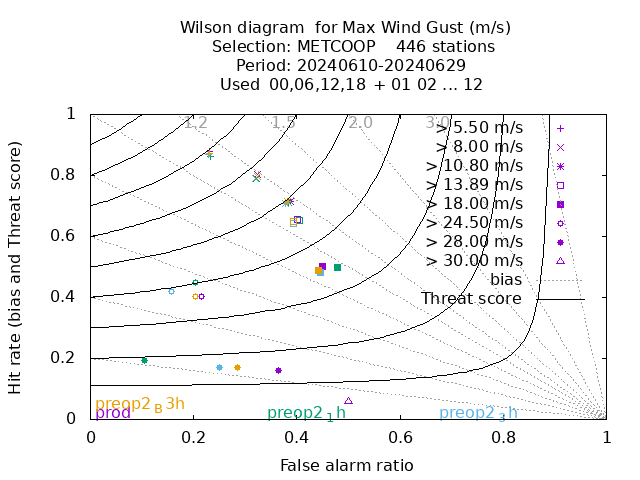 Wilson diagram for Max Wind Gust (m/s)
Selection: METCOOP 446 stations
Period: 20240610-20240629
Used 00,06,12,18 + 01 02 ... 12
1.2 1.5 2.0 3.0
> 5.50 m/s
> 8.00 m/s
> 10.80 m/s
> 13.89 m/s
> 18.00 m/s
> 24.50 m/s
> 28.00 m/s
> 30.00 m/s
bias
Threat score
Hit rate (bias and Threat score)
1
0.8
0.6
0.4
0.2
0
preop2_B3h
prod
preop2_1h
preop2_3h
0 0.2 0.4 0.6 0.8 1
False alarm ratio